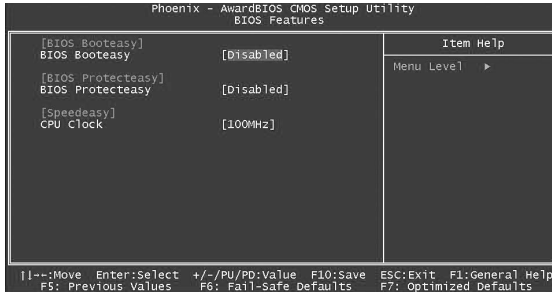 Phoenix - AwardBIOS CMOS Setup Utility
BIOS Features
[BIOS Booteasy]
BIOS Booteasy [Disabled]
[BIOS Protecteasy]
BIOS Protecteasy [Disabled]
[Speedeasy]
CPU Clock [100MHz]
Item Help
Menu Level ▶
↑↓→←:Move Enter:Select +/-/PU/PD:Value F10:Save ESC:Exit F1:General Help
F5: Previous Values F6: Fail-Safe Defaults F7: Optimized Defaults